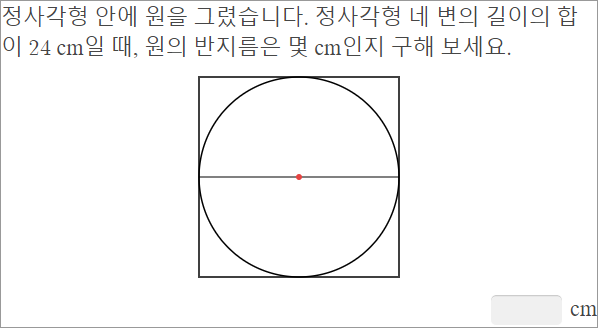 정사각형 안에 원을 그렸습니다. 정사각형 네 변의 길이의 합
이 24 cm일 때, 원의 반지름은 몇 cm인지 구해 보세요.
cm